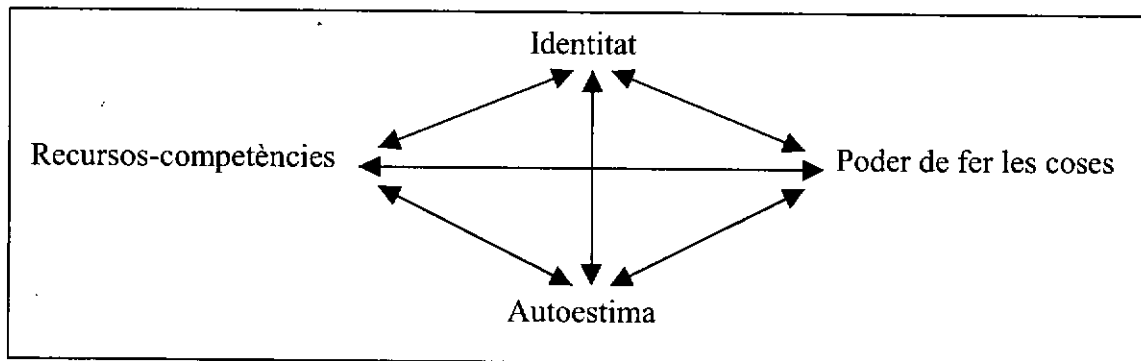 Identitat
Recursos-competències
Poder de fer les coses
Autoestima